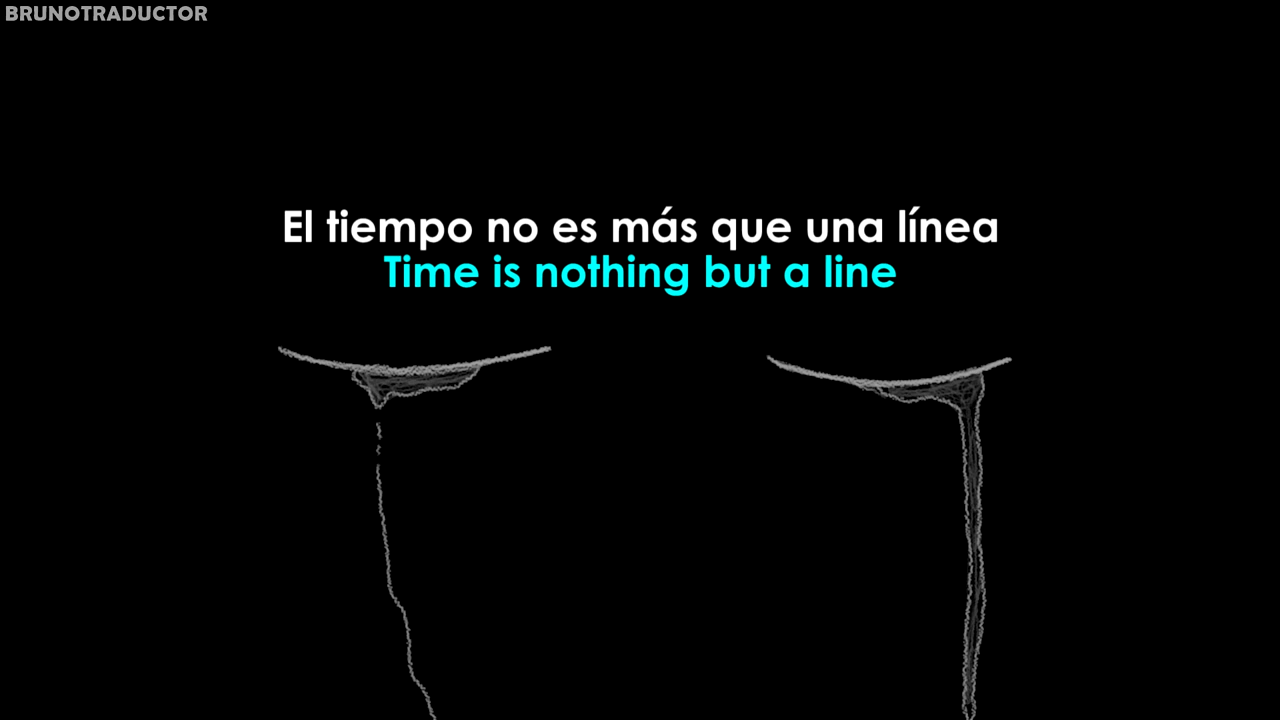 BRUNOTRADUCTOR
El tiempo no es más que una línea
Time is nothing but a line